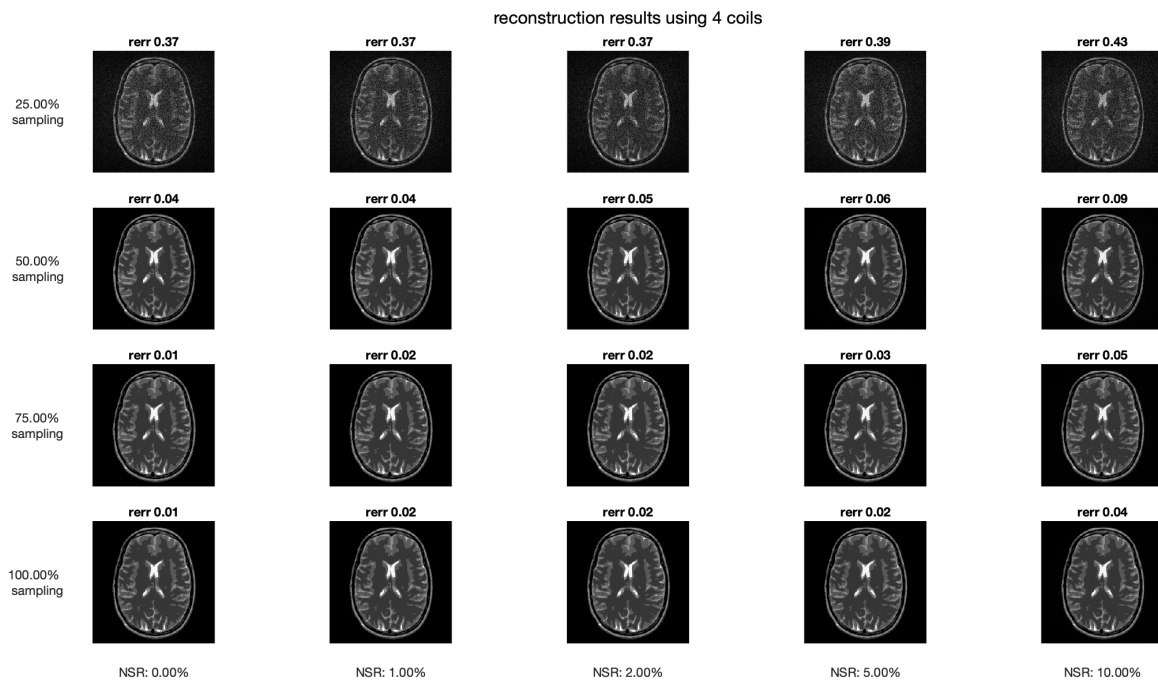 reconstruction results using 4 coils
rerr 0.37
rerr 0.37
rerr 0.37
rerr 0.39
rerr 0.43
25.00%
sampling
rerr 0.04
rerr 0.04
rerr 0.05
rerr 0.06
rerr 0.09
50.00%
sampling
rerr 0.01
rerr 0.02
rerr 0.02
rerr 0.03
rerr 0.05
75.00%
sampling
rerr 0.01
rerr 0.02
rerr 0.02
rerr 0.02
rerr 0.04
100.00%
sampling
NSR: 0.00%
NSR: 1.00%
NSR: 2.00%
NSR: 5.00%
NSR: 10.00%